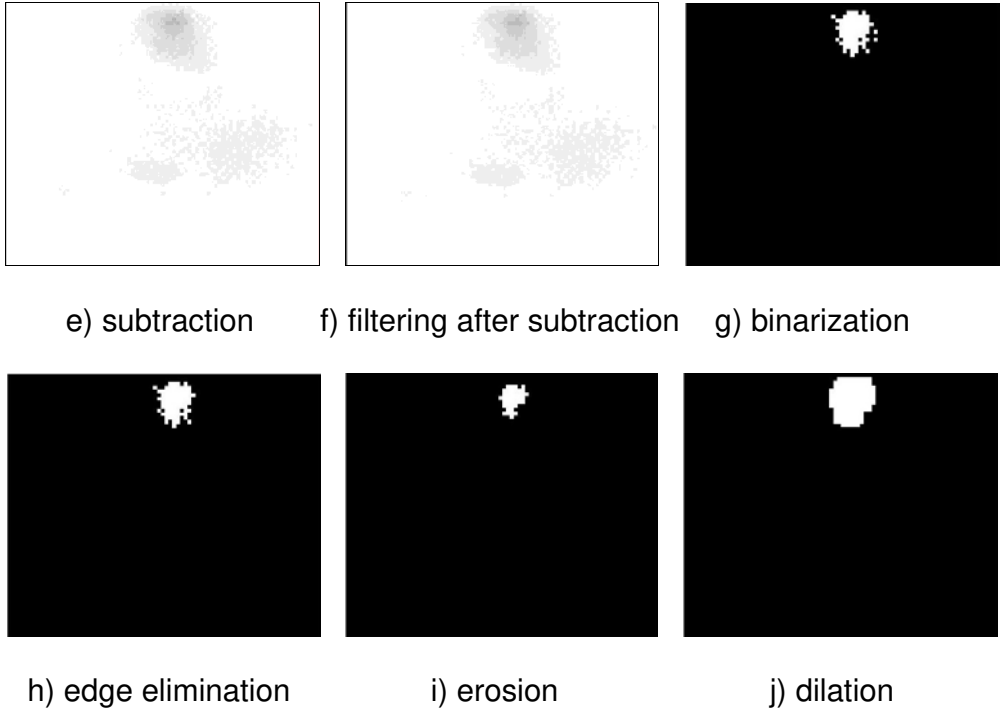 e) subtraction f) filtering after subtraction g) binarization
h) edge elimination i) erosion j) dilation